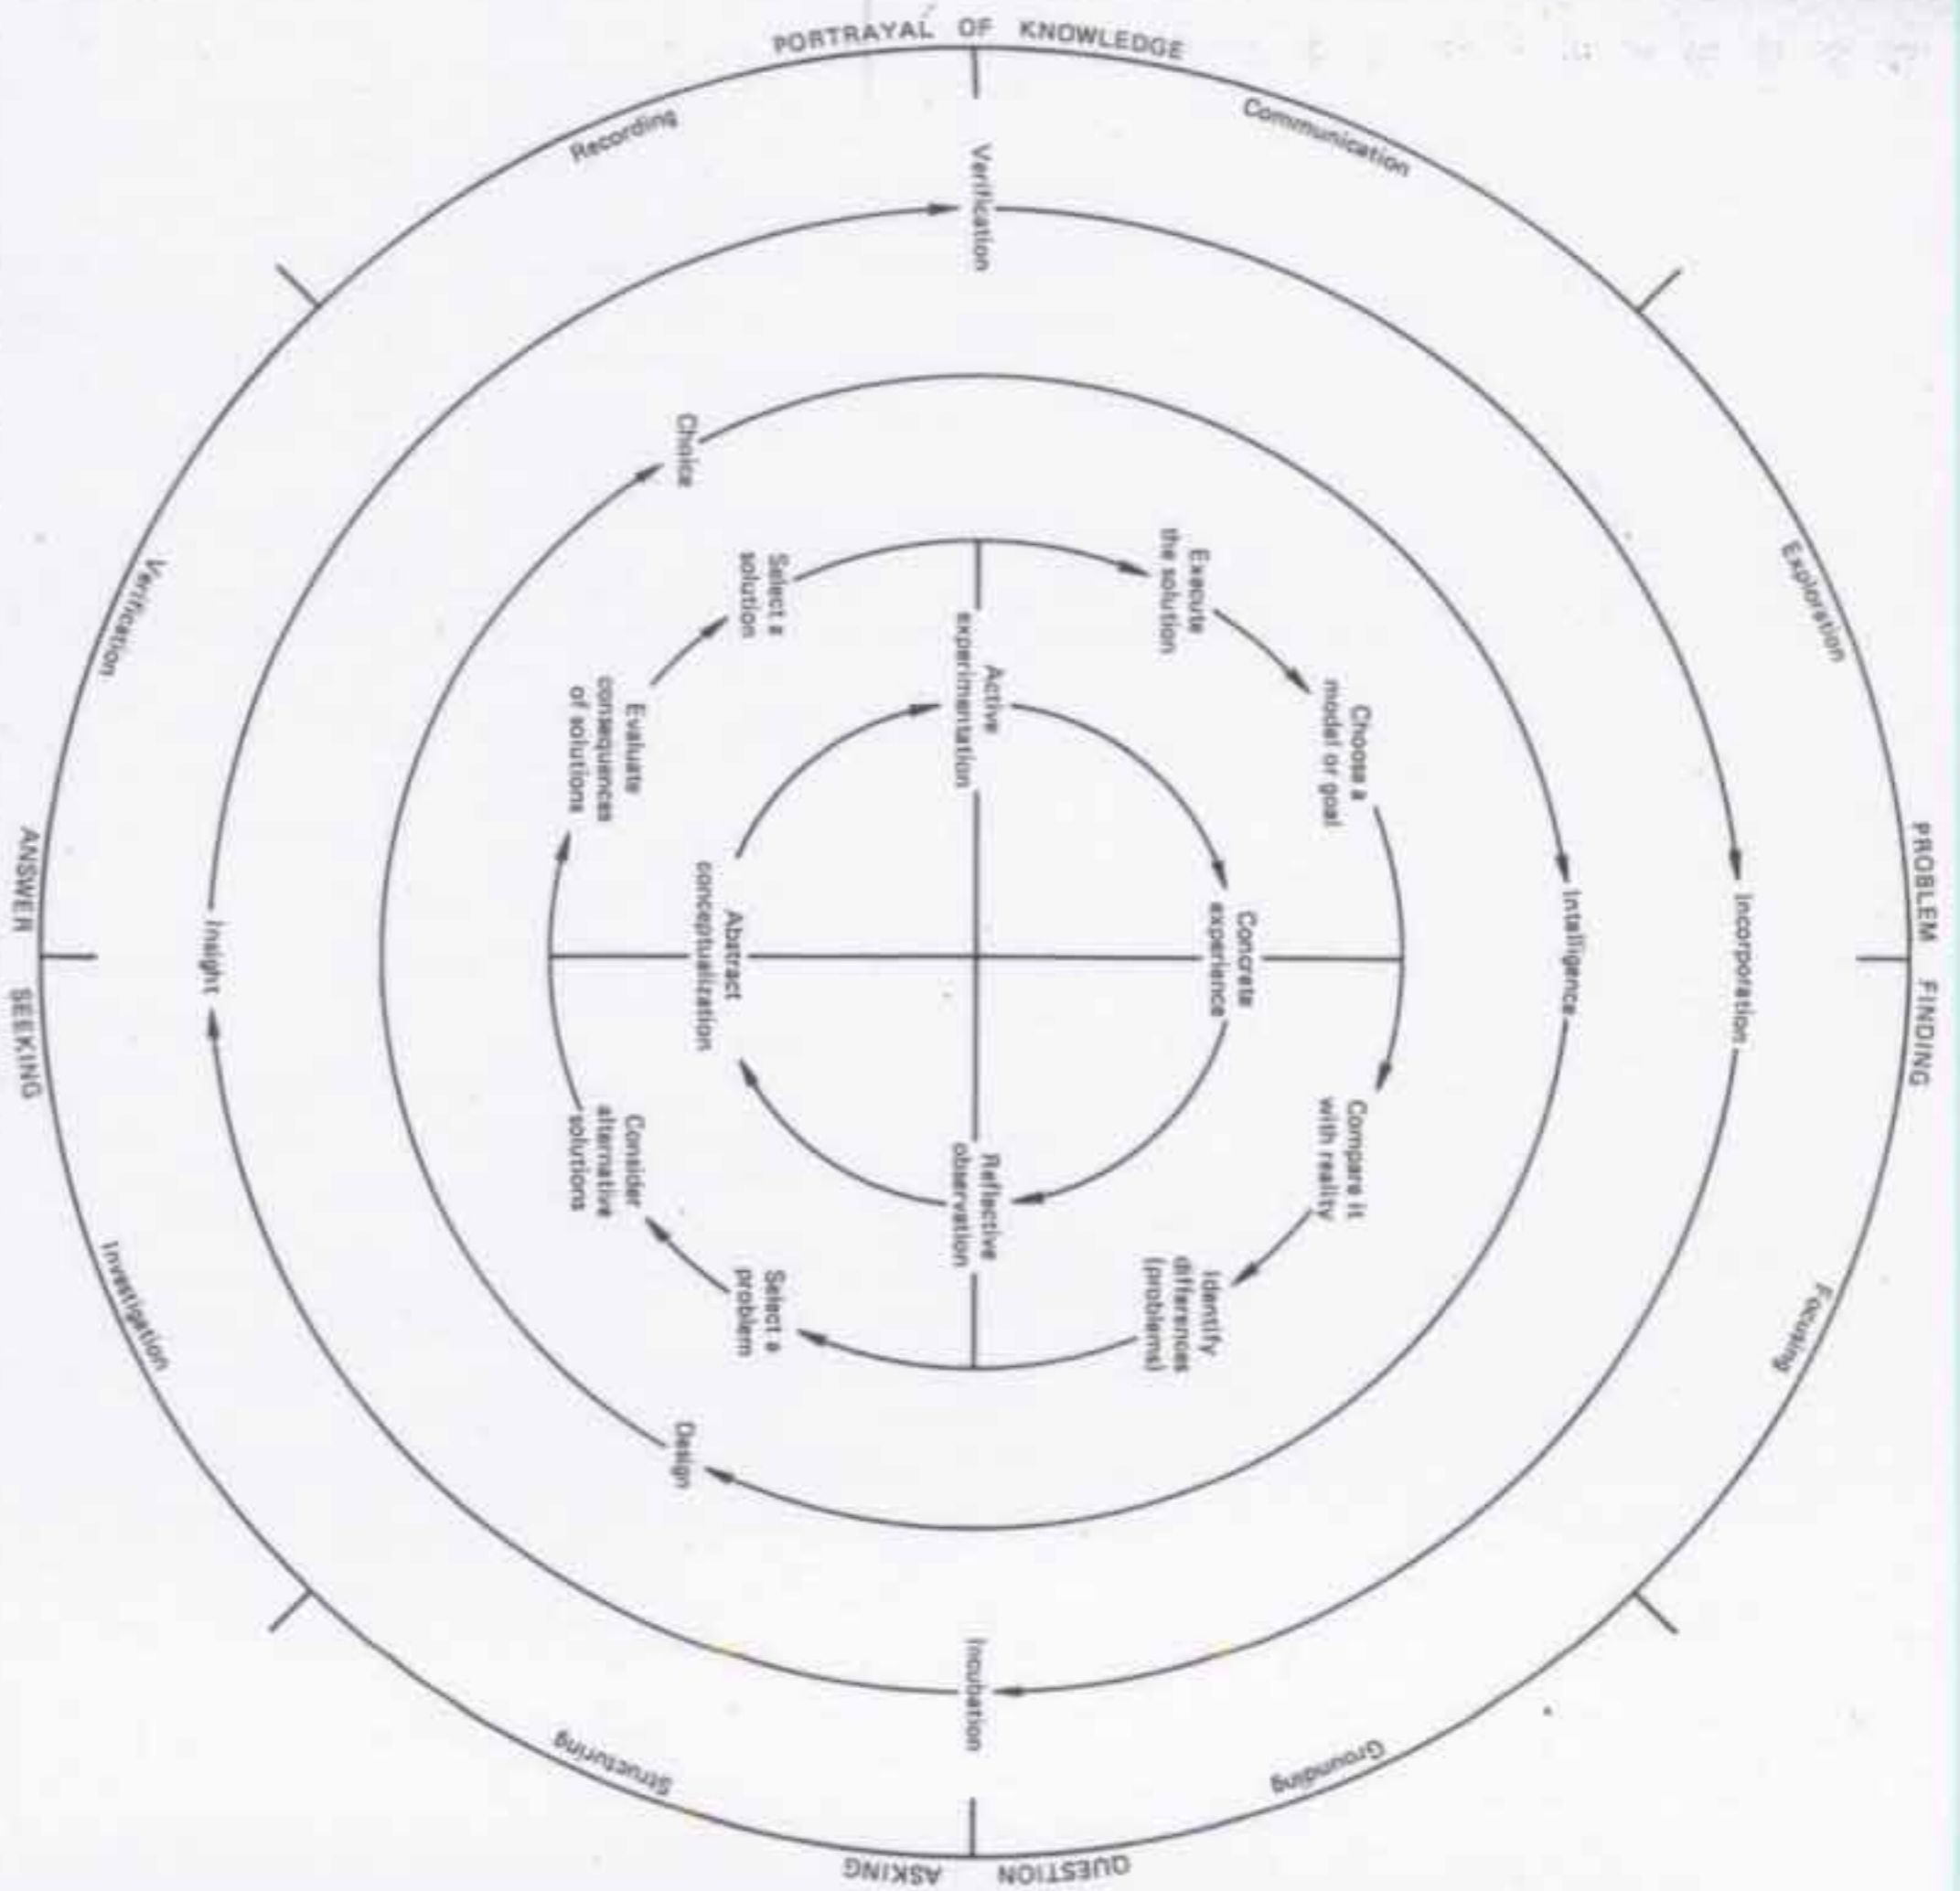 PROBLEM FINDING
Focusing
Grounding
QUESTION ASKING
Structuring
Investigation
ANSWER SEEKING
Verification
Recording
PORTRAYAL OF KNOWLEDGE
Communication
Exploration
Incorporation
Incubation
Insight
Verification
Intelligence
Design
Choice
Choose a
model or goal
Compare it
with reality
Identify
differences
(problems)
Select a
problem
Consider
alternative
solutions
Evaluate
consequences
of solutions
Select a
solution
Execute
the solution
Concrete
experience
Reflective
observation
Abstract
conceptualization
Active
experimentation